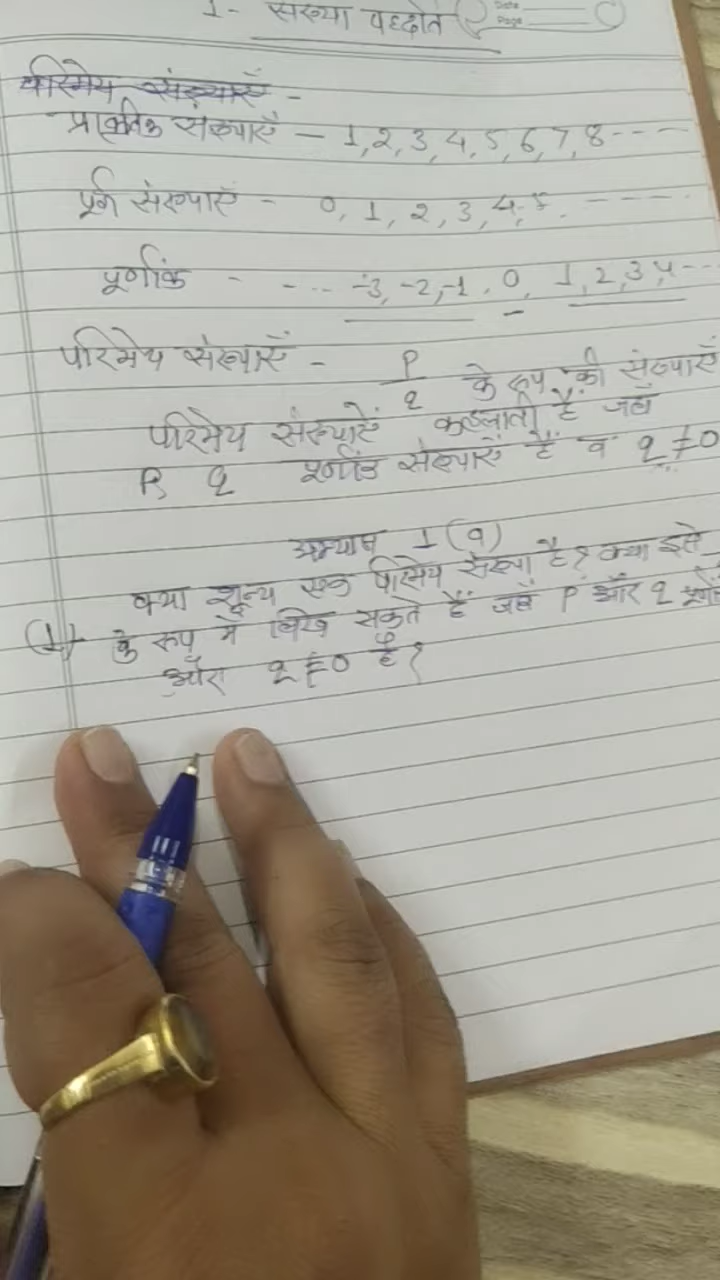 1- संख्या पद्धति
Date
Page
परिमेय संख्याएँ -
प्राकृतिक संख्याएँ - 1, 2, 3, 4, 5, 6, 7, 8 ----
पूर्ण संख्याएँ - 0, 1, 2, 3, 4, 5, -----
पूर्णांक - -... -3, -2, -1, 0, 1, 2, 3, 4 ---
परिमेय संख्याएँ - P/q के रूप की संख्याएँ
परिमेय संख्याएँ कहलाती हैं जहाँ
P, q पूर्णांक संख्याएँ हैं व q ≠ 0
अभ्यास 1(a)
(1) क्या शून्य एक परिमेय संख्या है? क्या इसे
के रूप में लिख सकते हैं जहाँ P और q
और q ≠ 0 है?